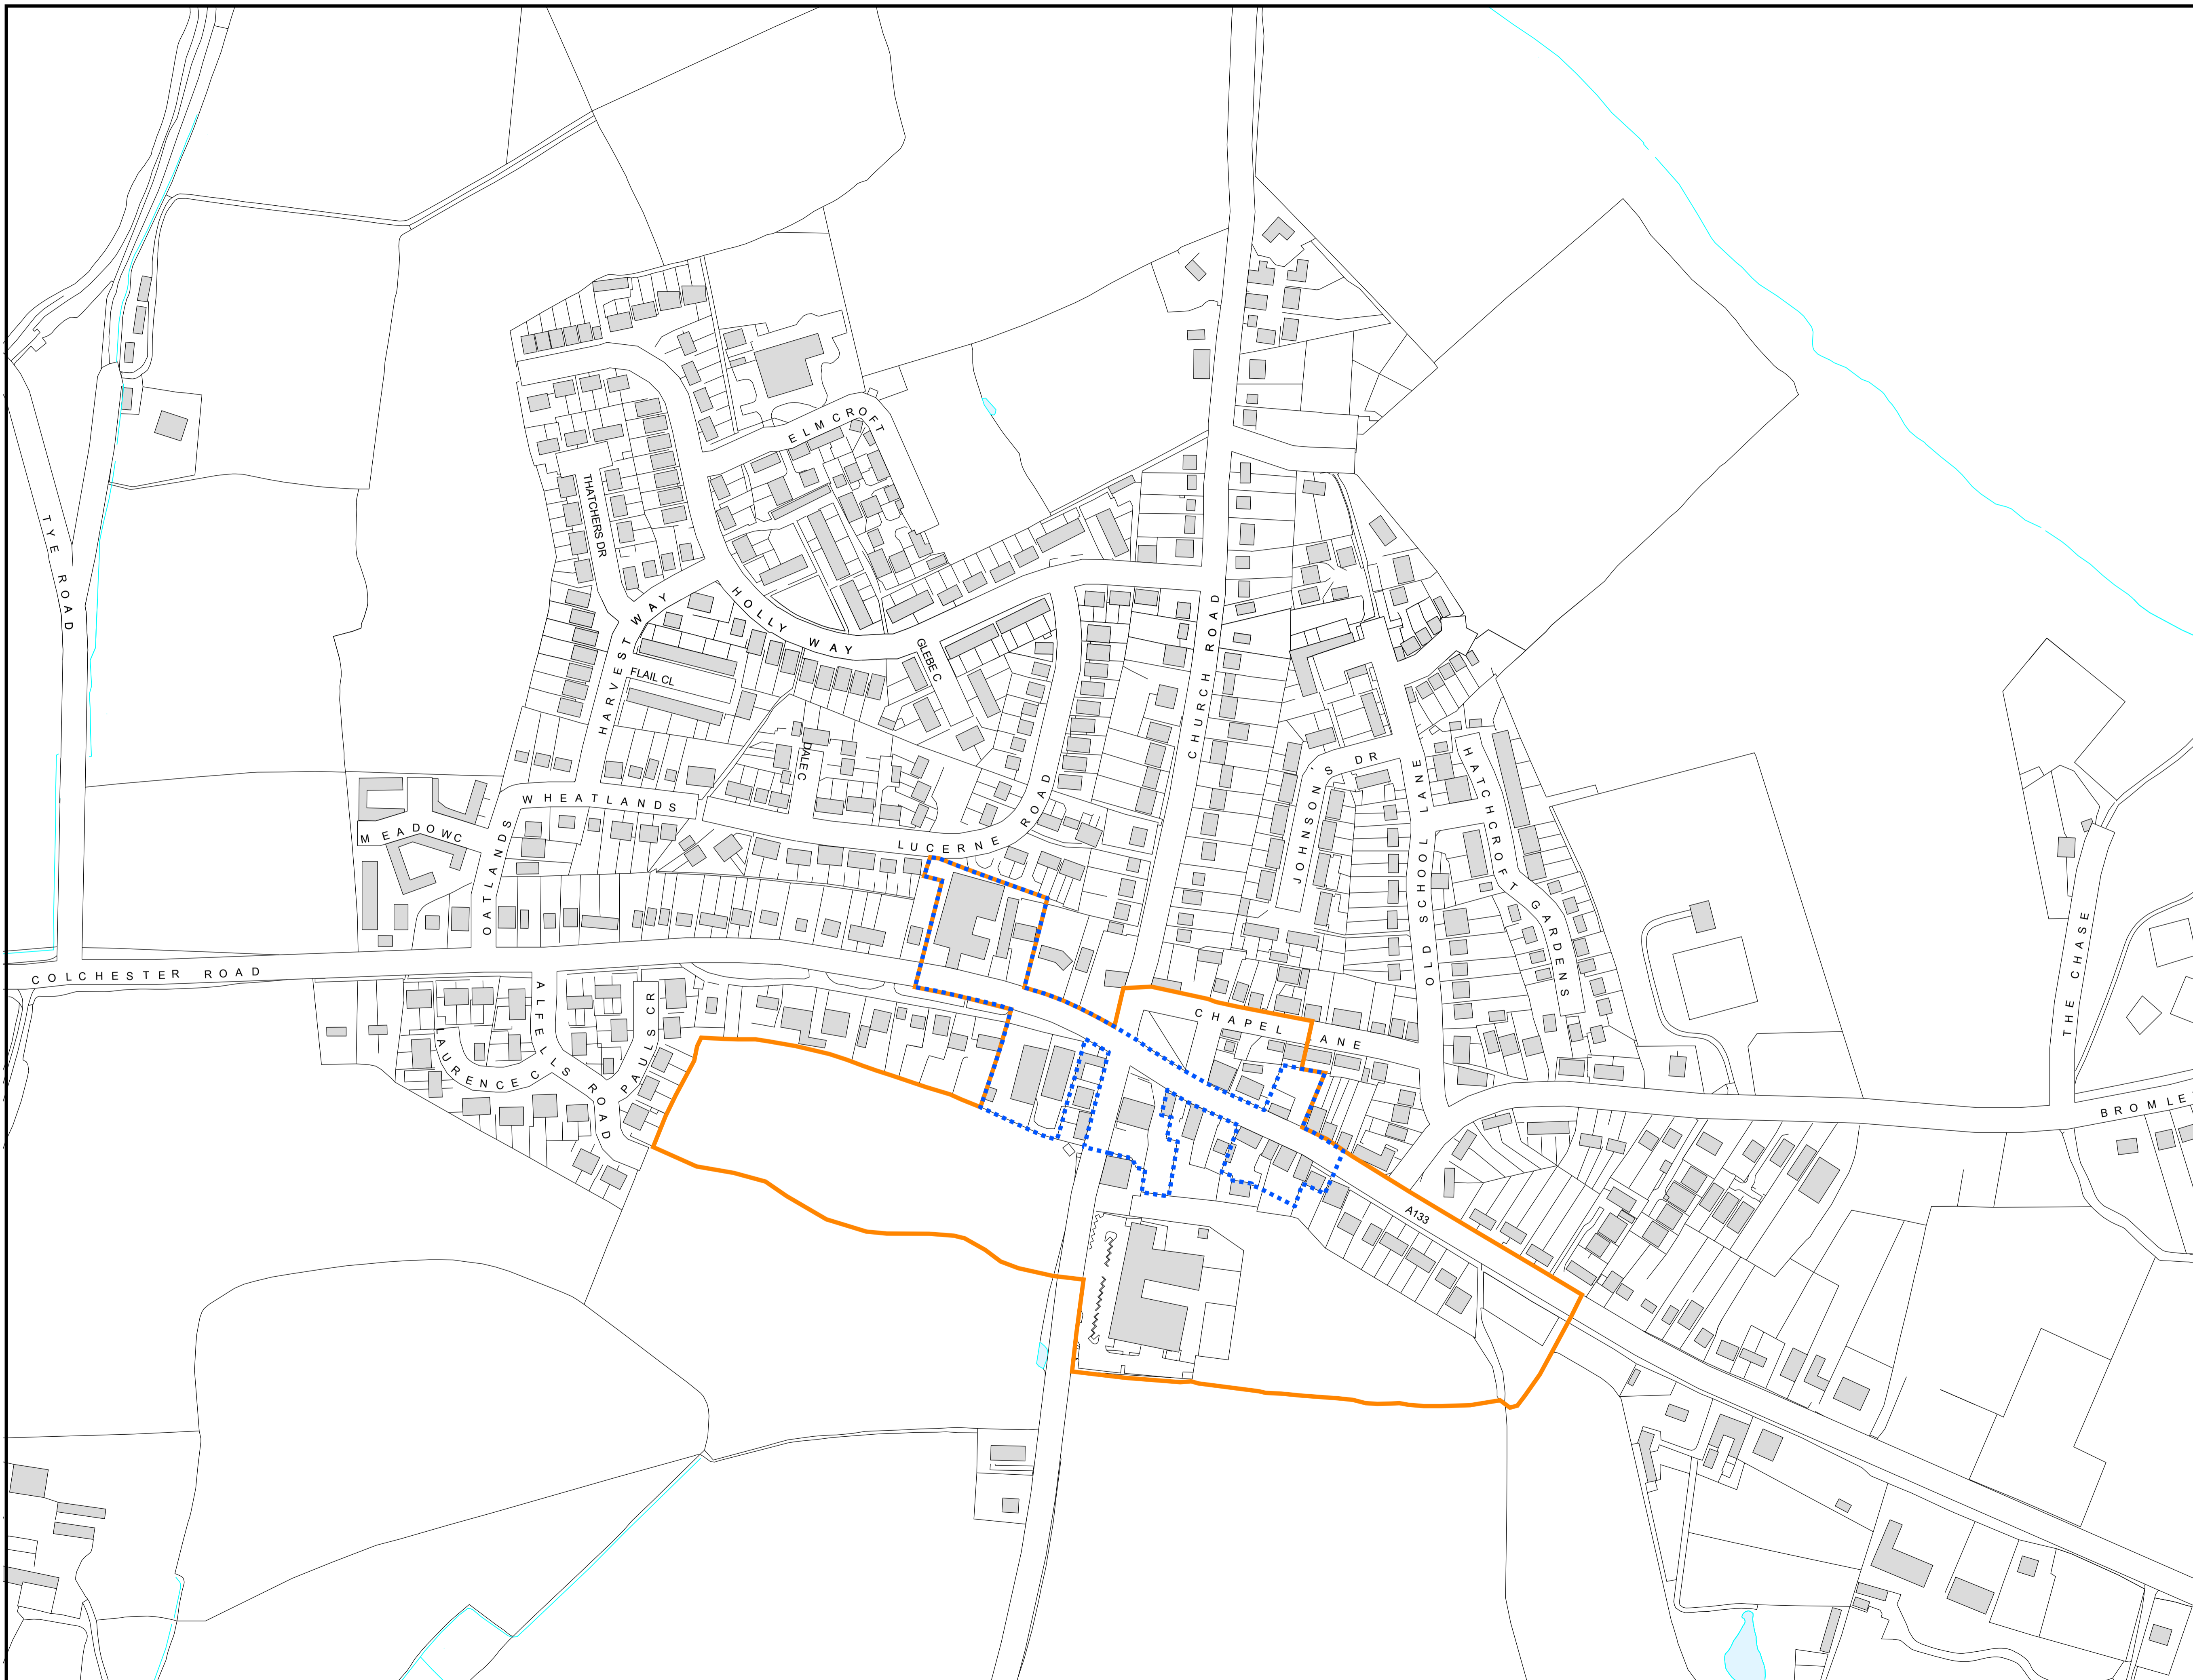 ELMCROFT
THATCHERS DR
TYE ROAD
HOLLY WAY
HARVEST WAY
CHURCH ROAD
GLEBE C
FLAIL CL
DALE C
JOHNSON'S DR
HATCHCROFT GARDENS
OLD SCHOOL LANE
WHEATLANDS
MEADOWC
OATLANDS
LUCERNE ROAD
THE CHASE
COLCHESTER ROAD
ALFELLS ROAD
LAURENCE C
PAULS CR
CHAPEL LANE
BROMLE
A133